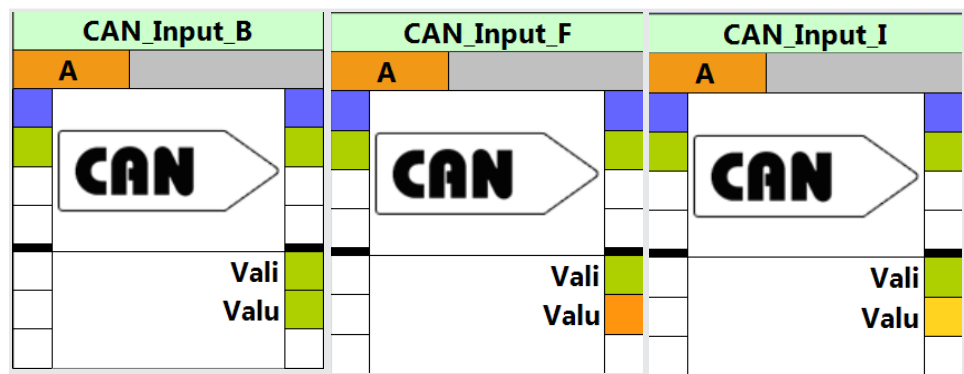 CAN_Input_B
A
CAN
Vali
Valu
CAN_Input_F
A
CAN
Vali
Valu
CAN_Input_I
A
CAN
Vali
Valu